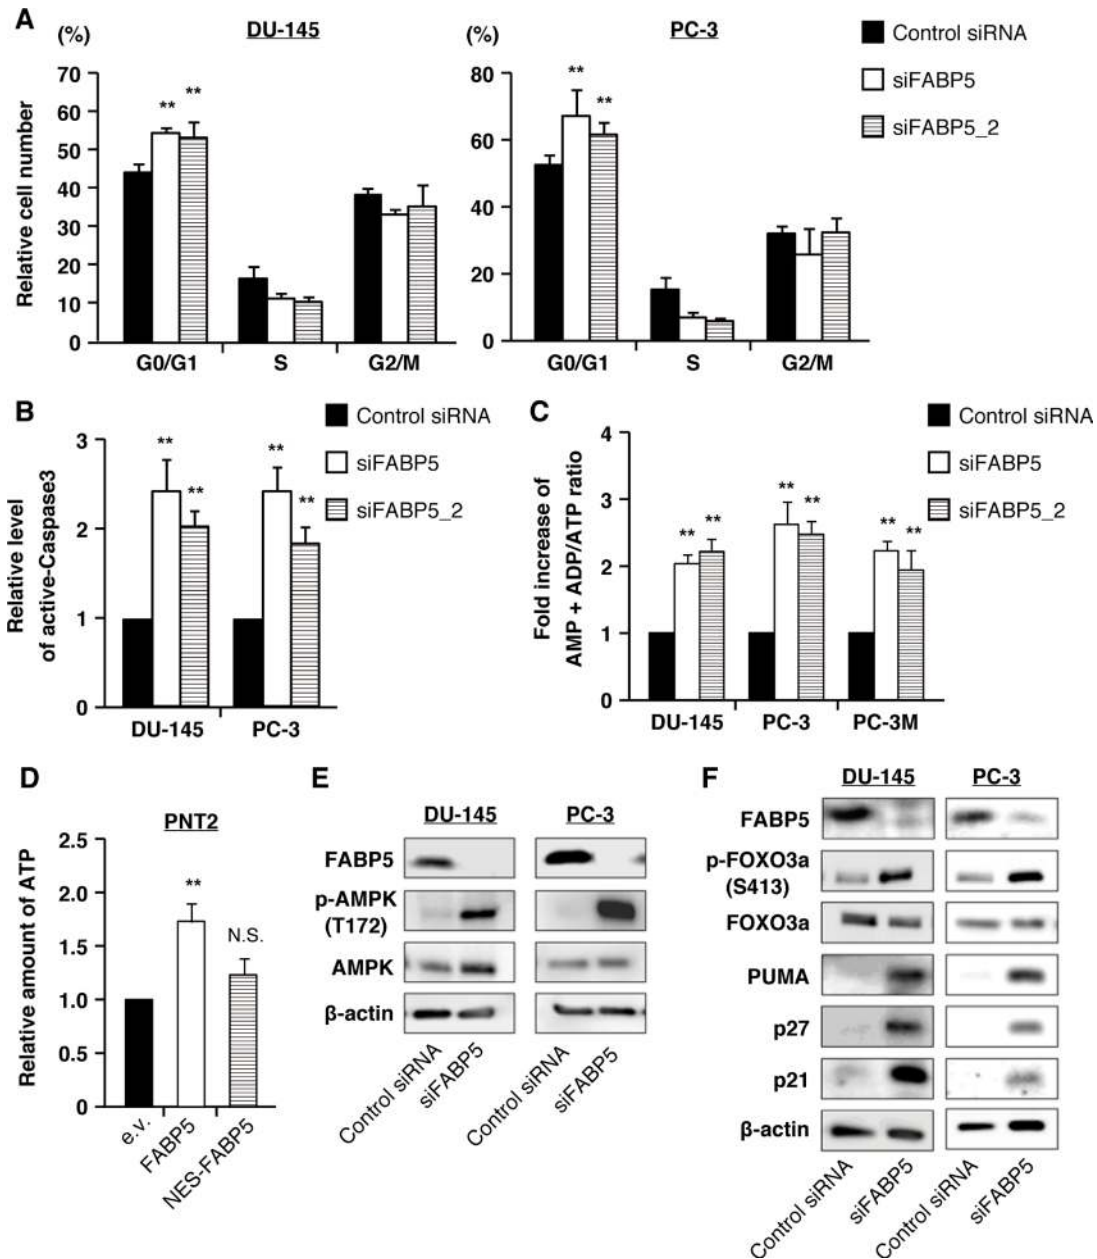 A
DU-145
PC-3
(%)
(%)
Control siRNA
siFABP5
siFABP5_2
Relative cell number
70
60
50
40
30
20
10
0
**
**
G0/G1
S
G2/M
80
60
40
20
0
**
**
G0/G1
S
G2/M
B
Control siRNA
siFABP5
siFABP5_2
Relative level
of active-Caspase3
3
2
1
0
**
**
**
**
DU-145
PC-3
C
Control siRNA
siFABP5
siFABP5_2
Fold increase of
AMP + ADP/ATP ratio
4
3
2
1
0
**
**
**
**
**
**
DU-145
PC-3
PC-3M
D
PNT2
Relative amount of ATP
2.5
2.0
1.5
1.0
0.5
0
**
N.S.
e.v.
FABP5
NES-FABP5
E
DU-145
PC-3
FABP5
p-AMPK
(T172)
AMPK
β-actin
Control siRNA
siFABP5
Control siRNA
siFABP5
F
DU-145
PC-3
FABP5
p-FOXO3a
(S413)
FOXO3a
PUMA
p27
p21
β-actin
Control siRNA
siFABP5
Control siRNA
siFABP5